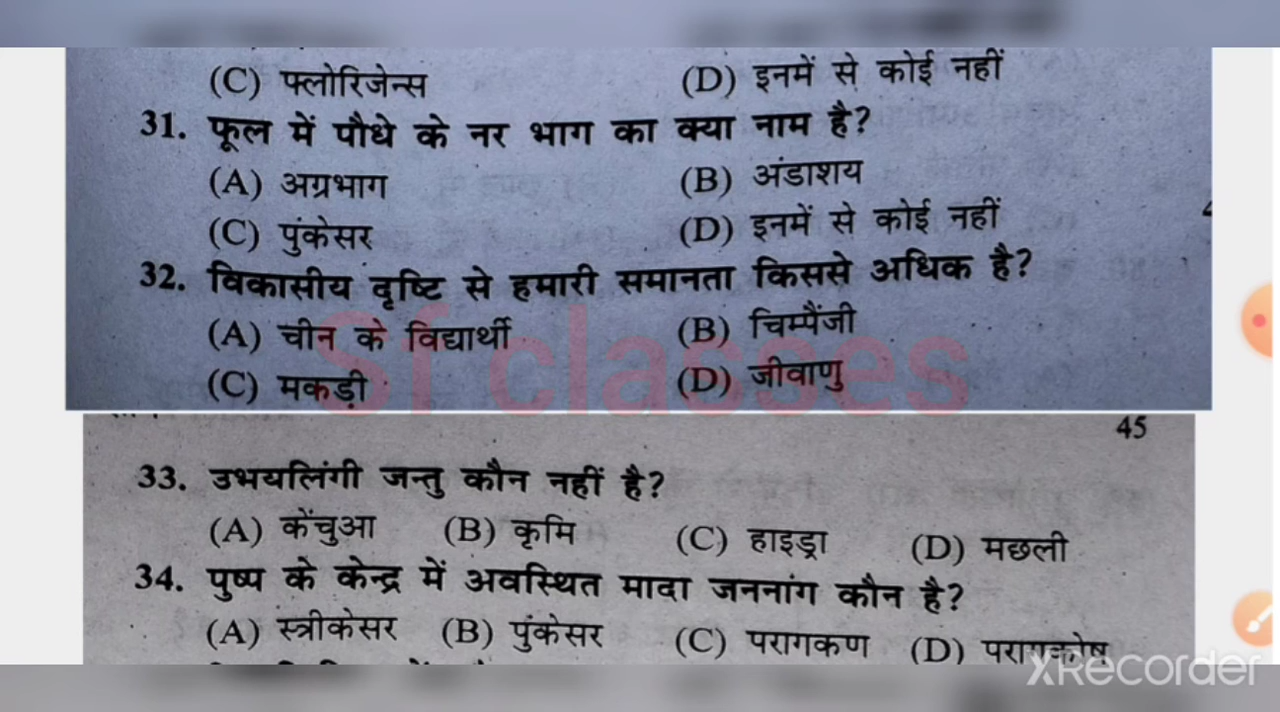 (C) फ्लोरिजेन्स (D) इनमें से कोई नहीं
31. फूल में पौधे के नर भाग का क्या नाम है?
(A) अग्रभाग (B) अंडाशय
(C) पुंकेसर (D) इनमें से कोई नहीं
32. विकासीय दृष्टि से हमारी समानता किससे अधिक है?
(A) चीन के विद्यार्थी (B) चिम्पैंजी
(C) मकड़ी (D) जीवाणु
Sf classes
45
33. उभयलिंगी जन्तु कौन नहीं है?
(A) केंचुआ (B) कृमि (C) हाइड्रा (D) मछली
34. पुष्प के केन्द्र में अवस्थित मादा जननांग कौन है?
(A) स्त्रीकेसर (B) पुंकेसर (C) परागकण (D) परागकोष
XRecorder